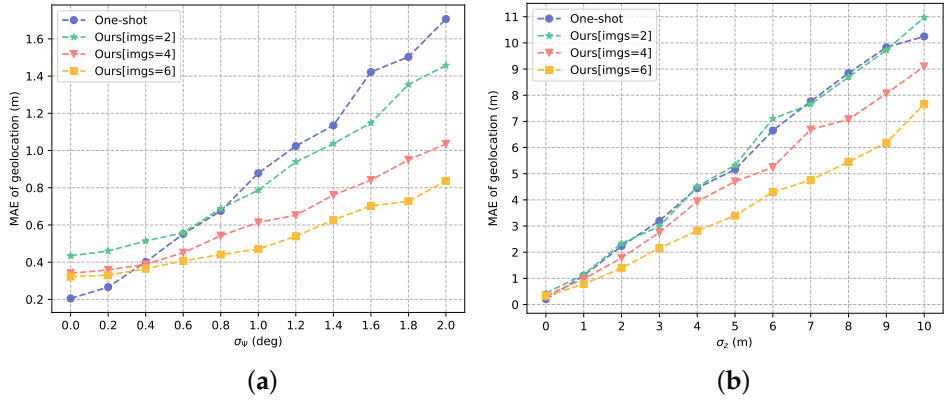 One-shot
Ours[imgs=2]
Ours[imgs=4]
Ours[imgs=6]
MAE of geolocation (m)
1.6
1.4
1.2
1.0
0.8
0.6
0.4
0.2
0.0 0.2 0.4 0.6 0.8 1.0 1.2 1.4 1.6 1.8 2.0
σΨ (deg)
(a)
One-shot
Ours[imgs=2]
Ours[imgs=4]
Ours[imgs=6]
MAE of geolocation (m)
11
10
9
8
7
6
5
4
3
2
1
0
0 1 2 3 4 5 6 7 8 9 10
σz (m)
(b)